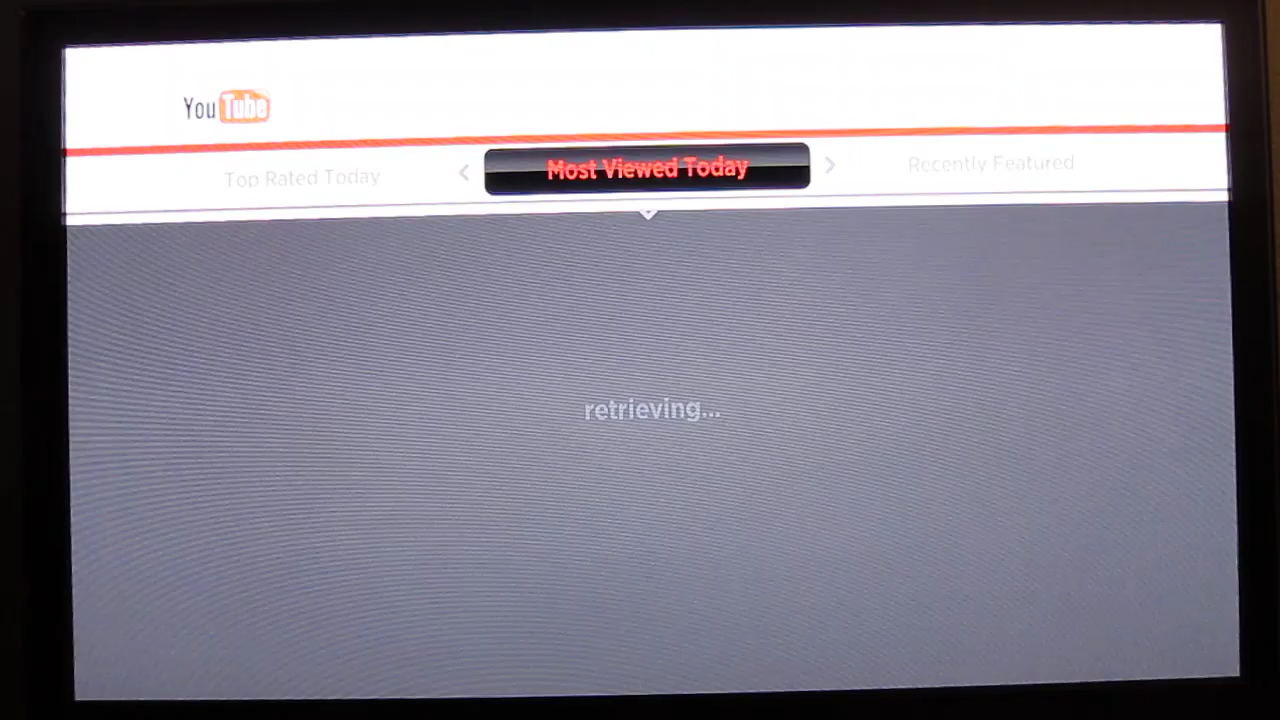 YouTube
Top Rated Today < Most Viewed Today > Recently Featured
retrieving...